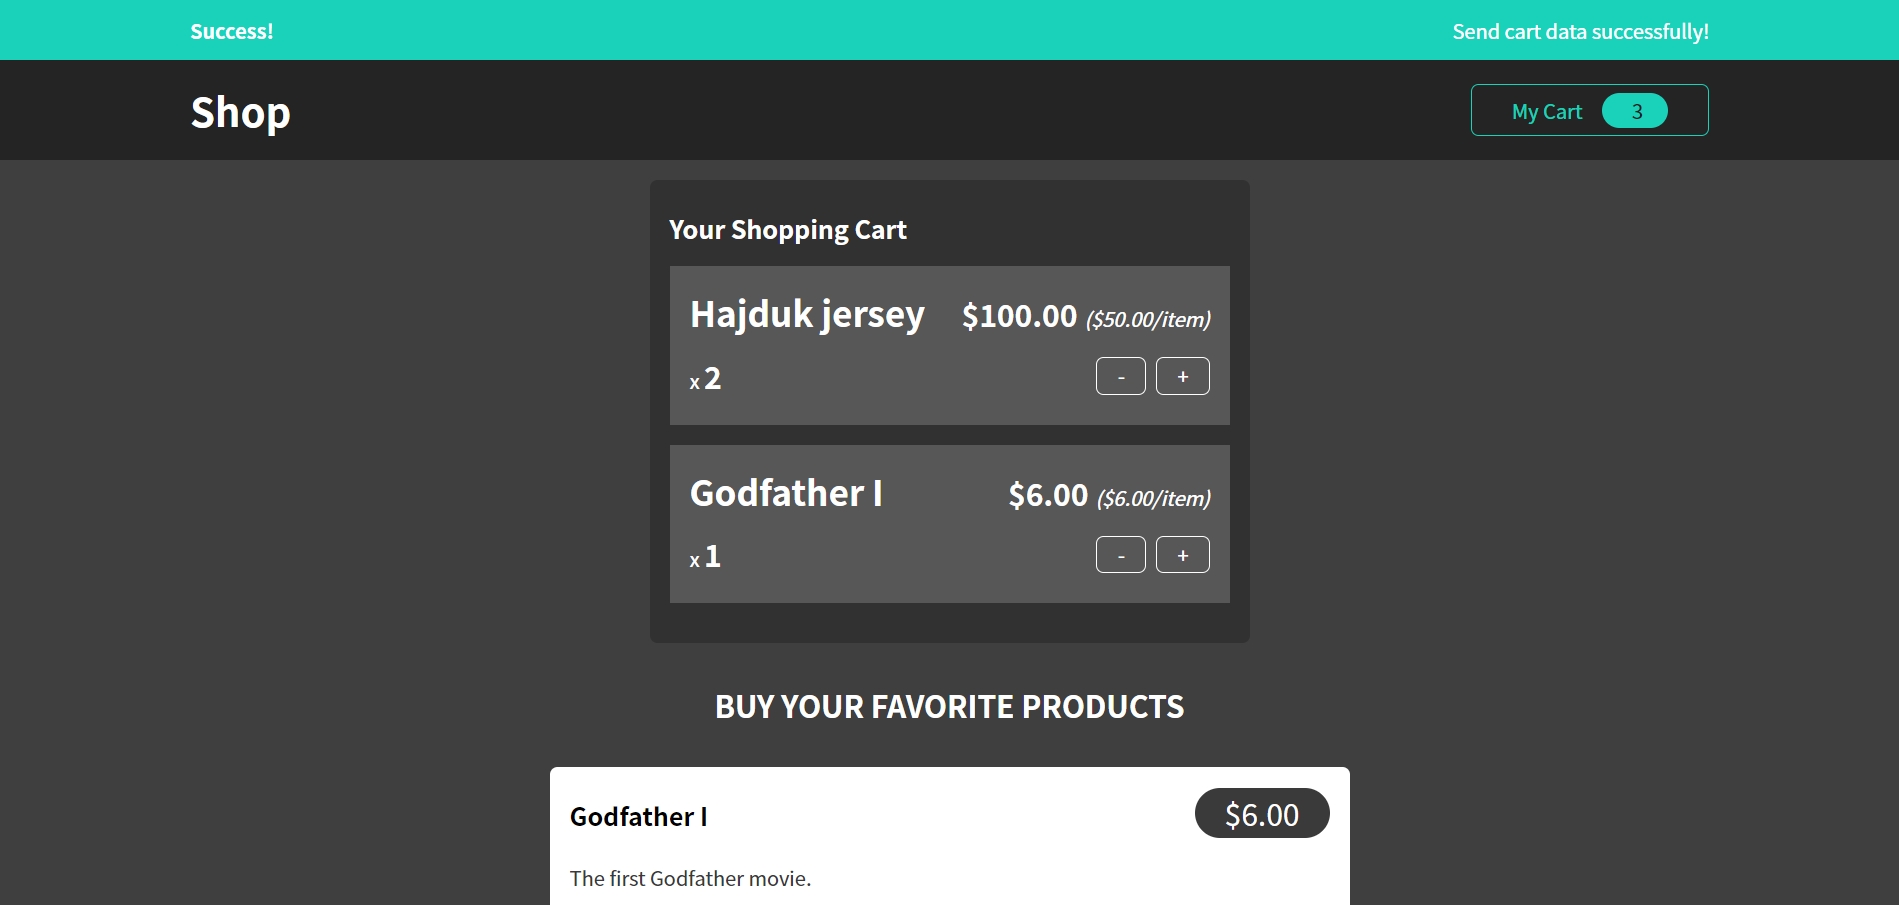 Success! Send cart data successfully!
Shop My Cart 3
Your Shopping Cart
Hajduk jersey $100.00 ($50.00/item)
x 2 - +
Godfather I $6.00 ($6.00/item)
x 1 - +
BUY YOUR FAVORITE PRODUCTS
Godfather I $6.00
The first Godfather movie.